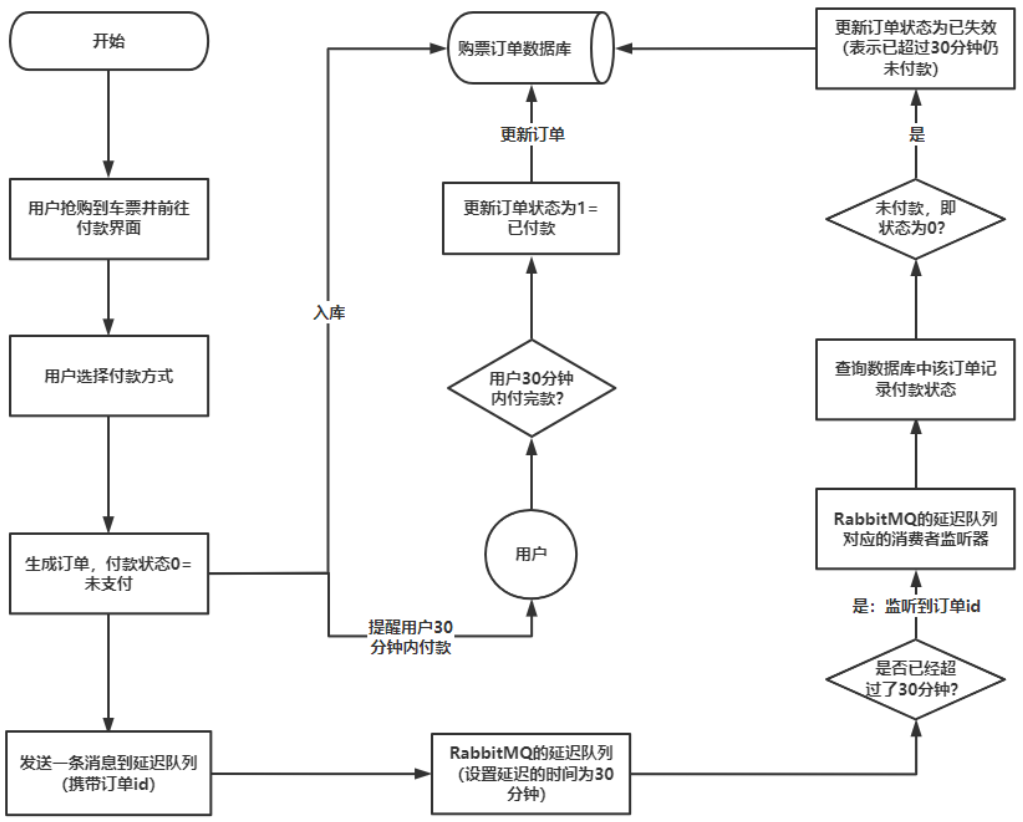 开始
用户抢购到车票并前往
付款界面
用户选择付款方式
生成订单，付款状态0=
未支付
发送一条消息到延迟队列
（携带订单id）
入库
提醒用户30
分钟内付款
购票订单数据库
更新订单
更新订单状态为1=
已付款
用户30分钟
内付完款？
用户
RabbitMQ的延迟队列
（设置延迟的时间为30
分钟）
更新订单状态为已失效
（表示已超过30分钟仍
未付款）
是
未付款，即
状态为0？
查询数据库中该订单记
录付款状态
RabbitMQ的延迟队列
对应的消费者监听器
是：监听到订单id
是否已经超
过了30分钟？